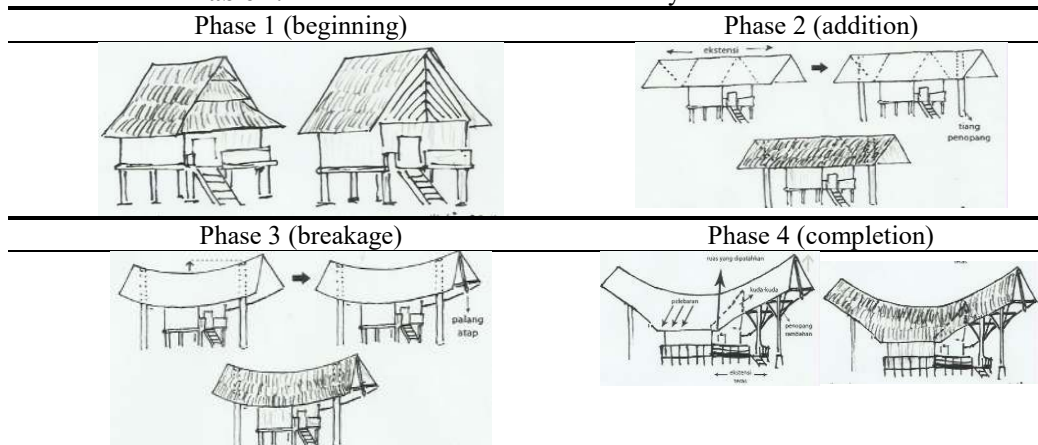 Phase 1 (beginning)
Phase 2 (addition)
ekstensi
tiang
penopang
Phase 3 (breakage)
Phase 4 (completion)
palang
atap
ruas yang dipatahkan
pelebaran
kuda-kuda
penopang
tambahan
ekstensi
teras